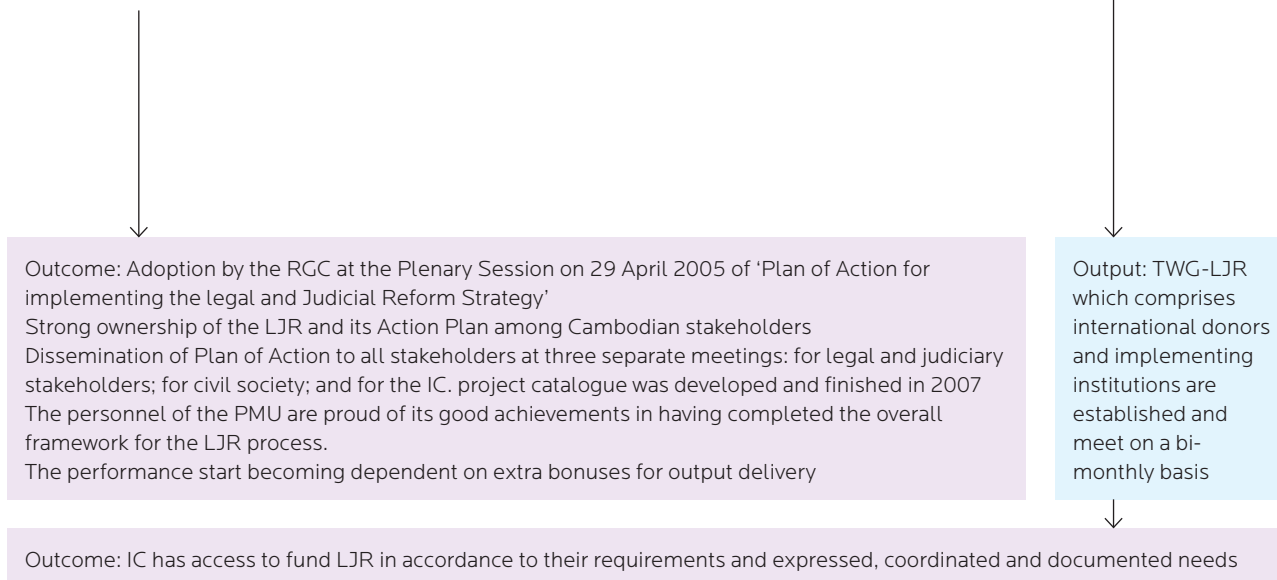 Outcome: Adoption by the RGC at the Plenary Session on 29 April 2005 of ‘Plan of Action for
implementing the legal and Judicial Reform Strategy’
Strong ownership of the LJR and its Action Plan among Cambodian stakeholders
Dissemination of Plan of Action to all stakeholders at three separate meetings: for legal and judiciary
stakeholders; for civil society; and for the IC. project catalogue was developed and finished in 2007
The personnel of the PMU are proud of its good achievements in having completed the overall
framework for the LJR process.
The performance start becoming dependent on extra bonuses for output delivery
Output: TWG-LJR
which comprises
international donors
and implementing
institutions are
established and
meet on a bi-
monthly basis
Outcome: IC has access to fund LJR in accordance to their requirements and expressed, coordinated and documented needs